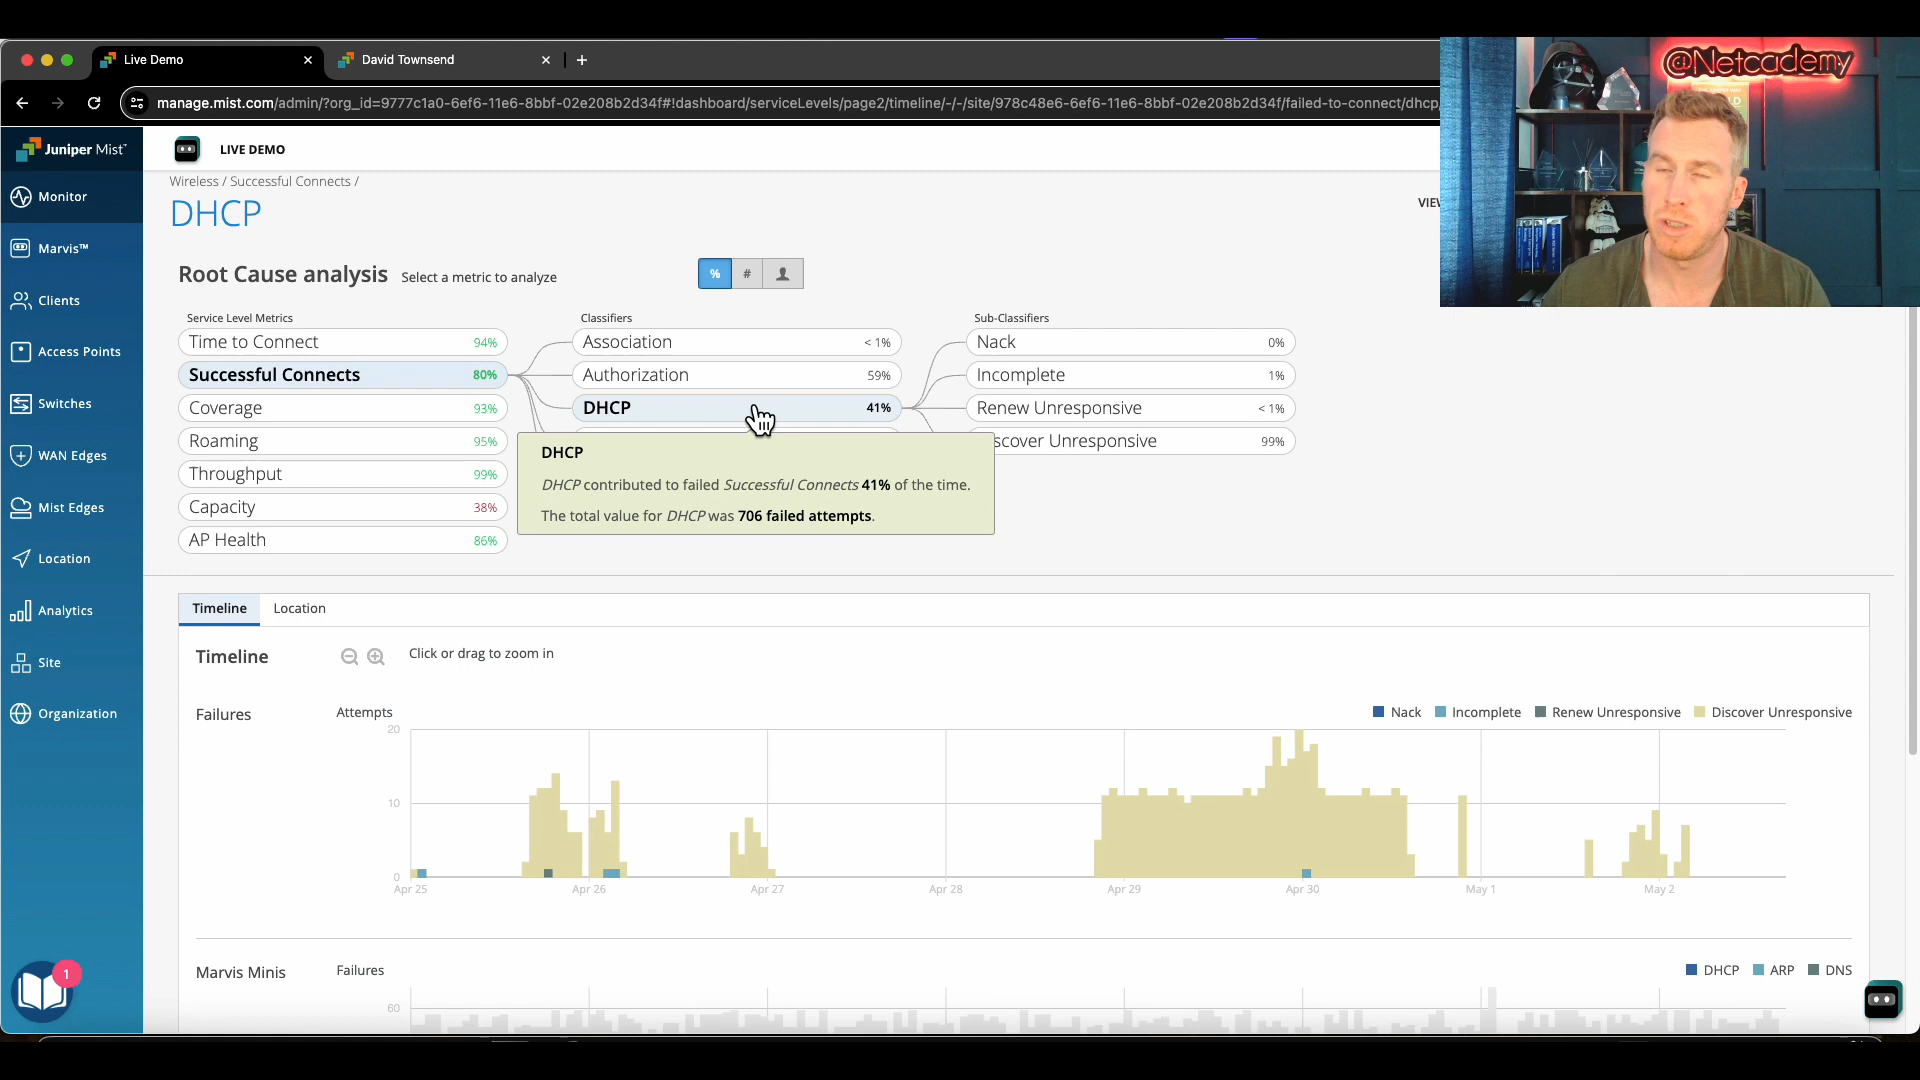 Live Demo
David Townsend
manage.mist.com/admin/?org_id=9777c1a0-6ef6-11e6-8bbf-02e208b2d34f#!dashboard/serviceLevels/page2/timeline/-/-/site/978c48e6-6ef6-11e6-8bbf-02e208b2d34f/failed-to-connect/dhcp,
@Netcademy
Juniper Mist™
LIVE DEMO
Monitor
Marvis™
Clients
Access Points
Switches
WAN Edges
Mist Edges
Location
Analytics
Site
Organization
1
Wireless / Successful Connects /
DHCP
Root Cause analysis Select a metric to analyze
% #
Service Level Metrics
Time to Connect 94%
Successful Connects 80%
Coverage 93%
Roaming 95%
Throughput 99%
Capacity 38%
AP Health 86%
Classifiers
Association < 1%
Authorization 59%
DHCP 41%
Sub-Classifiers
Nack 0%
Incomplete 1%
Renew Unresponsive < 1%
scover Unresponsive 99%
DHCP
DHCP contributed to failed Successful Connects 41% of the time.
The total value for DHCP was 706 failed attempts.
Timeline Location
Timeline Click or drag to zoom in
Failures Attempts
Nack Incomplete Renew Unresponsive Discover Unresponsive
20
10
0
Apr 25 Apr 26 Apr 27 Apr 28 Apr 29 Apr 30 May 1 May 2
Marvis Minis Failures
DHCP ARP DNS
60